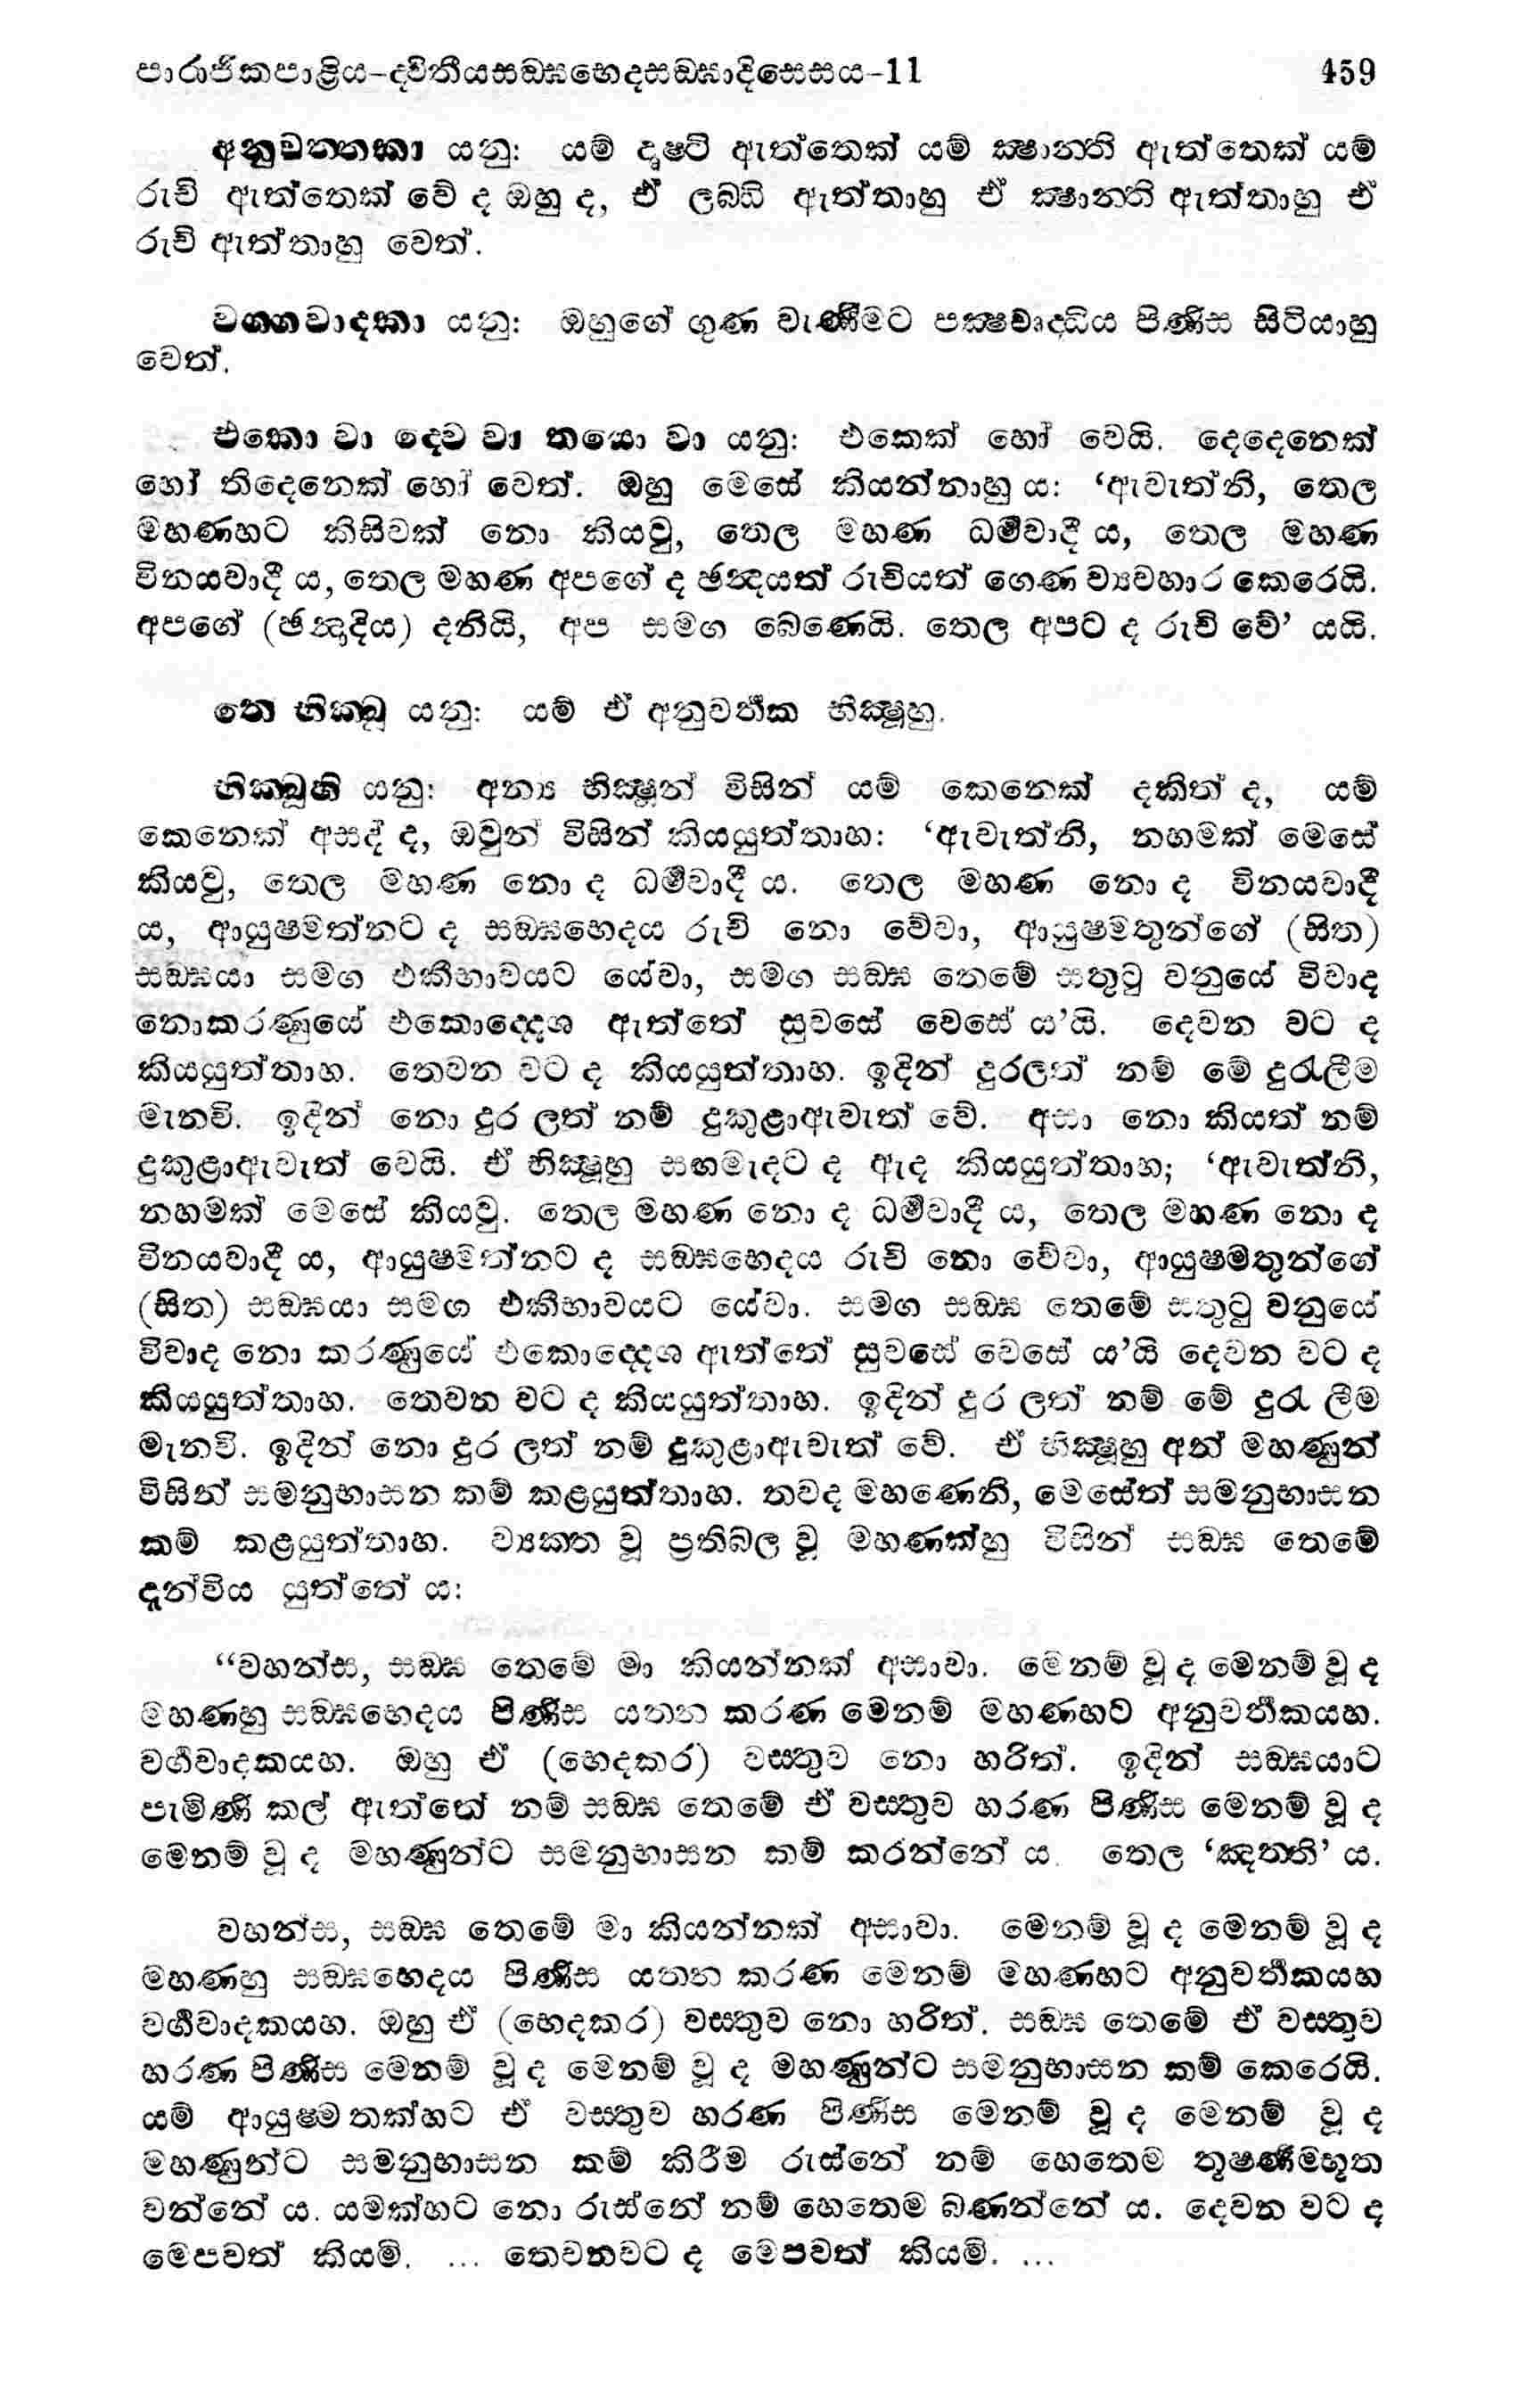 පාරාජිකපාළිය-ද්විතීයසඞ්ඝභෙදසඞ්ඝාදිසෙසය-11 459
අනුවත්තකා යනු: යම් දෘෂ්ටි ඇත්තෙක් යම් ක්ෂාන්ති ඇත්තෙක් යම්
රුචි ඇත්තෙක් වේ ද ඔහු ද, ඒ ලබ්ධි ඇත්තාහු ඒ ක්ෂාන්ති ඇත්තාහු ඒ
රුචි ඇත්තාහු වෙත්.
වග්ගවාදකා යනු: ඔහුගේ ගුණ වැණීමට පක්ෂවෘද්ධිය පිණිස සිටියාහු
වෙත්.
එකො වා ද්වෙ වා තයො වා යනු: එකෙක් හෝ වෙයි. දෙදෙනෙක්
හෝ තිදෙනෙක් හෝ වෙත්. ඔහු මෙසේ කියන්නාහු ය: ‘ඇවැත්නි, තෙල
මහණහට කිසිවක් නො කියවු, තෙල මහණ ධර්මවාදී ය, තෙල මහණ
විනයවාදී ය, තෙල මහණ අපගේ ද ඡන්දයත් රුචියත් ගෙණ ව්‍යවහාර කෙරෙයි.
අපගේ (ඡන්දාදිය) දනියි, අප සමග බෙණෙයි. තෙල අපට ද රුචි වේ’ යයි.
තෙ භික්ඛූ යනු: යම් ඒ අනුවර්තක භික්ෂූහු.
භික්ඛූහි යනු: අන්‍ය භික්ෂූන් විසින් යම් කෙනෙක් දකිත් ද, යම්
කෙනෙක් අසද් ද, ඔවුන් විසින් කියයුත්තාහ: ‘ඇවැත්නි, නහමක් මෙසේ
කියවු, තෙල මහණ නො ද ධර්මවාදී ය. තෙල මහණ නො ද විනයවාදී
ය, ආයුෂ්මත්නට ද සඞ්ඝභෙදය රුචි නො වේවා, ආයුෂ්මතුන්ගේ (සිත)
සඞ්ඝයා සමග එකීභාවයට යේවා, සමග සඞ්ඝ තෙමේ සතුටු වනුයේ විවාද
නොකරණුයේ එකොද්දෙශ ඇත්තේ සුවසේ වෙසේ ය’යි. දෙවන වට ද
කියයුත්තාහ. තෙවන වට ද කියයුත්තාහ. ඉදින් දුරලත් නම් මේ දුරැලීම
මැනවි. ඉදින් නො දුර ලත් නම් දුකුළාඇවැත් වේ. අසා නො කියත් නම්
දුකුළාඇවැත් වෙයි. ඒ භික්ෂූහු සඟමැදට ද ඇද කියයුත්තාහ; ‘ඇවැත්නි,
නහමක් මෙසේ කියවු. තෙල මහණ නො ද ධර්මවාදී ය, තෙල මහණ නො ද
විනයවාදී ය, ආයුෂ්මත්නට ද සඞ්ඝභෙදය රුචි නො වේවා, ආයුෂ්මතුන්ගේ
(සිත) සඞ්ඝයා සමග එකීභාවයට යේවා. සමග සඞ්ඝ තෙමේ සතුටු වනුයේ
විවාද නො කරණුයේ එකොද්දෙශ ඇත්තේ සුවසේ වෙසේ ය’යි දෙවන වට ද
කියයුත්තාහ. තෙවන වට ද කියයුත්තාහ. ඉදින් දුර ලත් නම් මේ දුරැ ලීම
මැනවි. ඉදින් නො දුර ලත් නම් දුකුළාඇවැත් වේ. ඒ භික්ෂූහු අන් මහණුන්
විසින් සමනුභාසන කම් කළයුත්තාහ. තවද මහණෙනි, මෙසේත් සමනුභාසන
කම් කළයුත්තාහ. ව්‍යක්ත වූ ප්‍රතිබල වූ මහණක්හු විසින් සඞ්ඝ තෙමේ
දැන්විය යුත්තේ ය:
“වහන්ස, සඞ්ඝ තෙමේ මා කියන්නක් අසාවා. මෙනම් වූ ද මෙනම් වූ ද
මහණහු සඞ්ඝභෙදය පිණිස යත්න කරණ මෙනම් මහණහට අනුවර්තකයහ.
වර්ගවාදකයහ. ඔහු ඒ (භෙදකර) වස්තුව නො හරිත්. ඉදින් සඞ්ඝයාට
පැමිණි කල් ඇත්තේ නම් සඞ්ඝ තෙමේ ඒ වස්තුව හරණ පිණිස මෙනම් වූ ද
මෙනම් වූ ද මහණුන්ට සමනුභාසන කම් කරන්නේ ය. තෙල ‘ඤත්ති’ ය.
වහන්ස, සඞ්ඝ තෙමේ මා කියන්නක් අසාවා. මෙනම් වූ ද මෙනම් වූ ද
මහණහු සඞ්ඝභෙදය පිණිස යත්න කරණ මෙනම් මහණහට අනුවර්තකයහ
වර්ගවාදකයහ. ඔහු ඒ (භෙදකර) වස්තුව නො හරිත්. සඞ්ඝ තෙමේ ඒ වස්තුව
හරණ පිණිස මෙනම් වූ ද මෙනම් වූ ද මහණුන්ට සමනුභාසන කම් කෙරෙයි.
යම් ආයුෂ්මතක්හට ඒ වස්තුව හරණ පිණිස මෙනම් වූ ද මෙනම් වූ ද
මහණුන්ට සමනුභාසන කම් කිරීම රුස්නේ නම් හෙතෙම තූෂ්ණීම්භූත
වන්නේ ය. යමක්හට නො රුස්නේ නම් හෙතෙම බණන්නේ ය. දෙවන වට ද
මෙපවත් කියමි. ... තෙවනවට ද මෙපවත් කියමි. ...